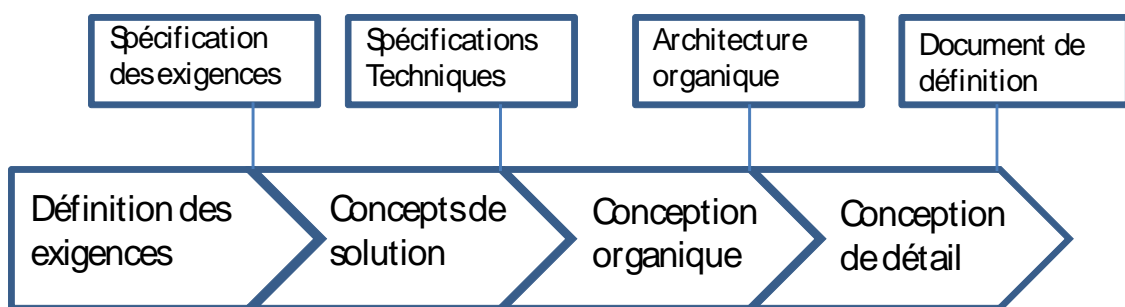 Spécification
des exigences
Spécifications
Techniques
Architecture
organique
Document de
définition
Définition des
exigences
Concepts de
solution
Conception
organique
Conception
de détail